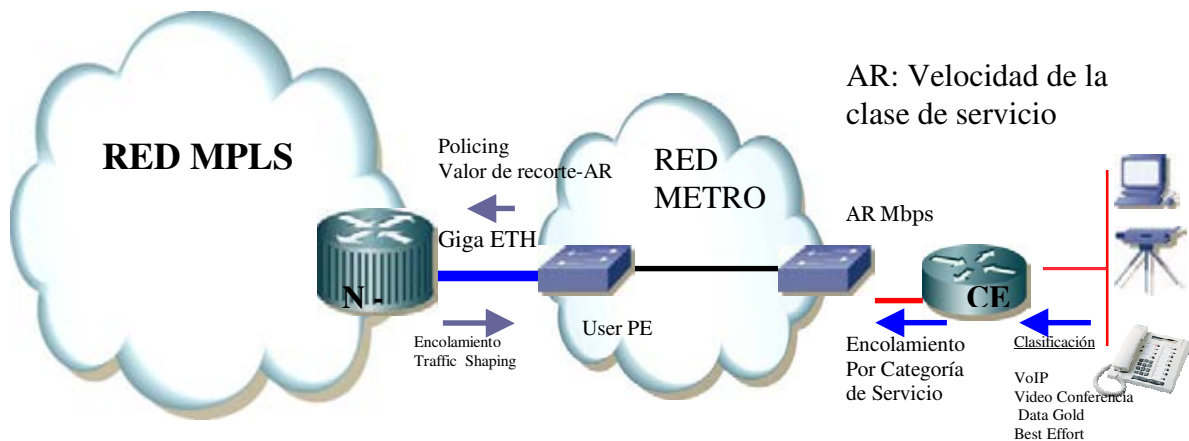 AR: Velocidad de la
clase de servicio
RED MPLS
Policing
Valor de recorte-AR
RED
METRO
AR Mbps
Giga ETH
N -
CE
User PE
Encolamiento
Traffic Shaping
Encolamiento
Por Categoría
de Servicio
Clasificación
VoIP
Video Conferencia
Data Gold
Best Effort